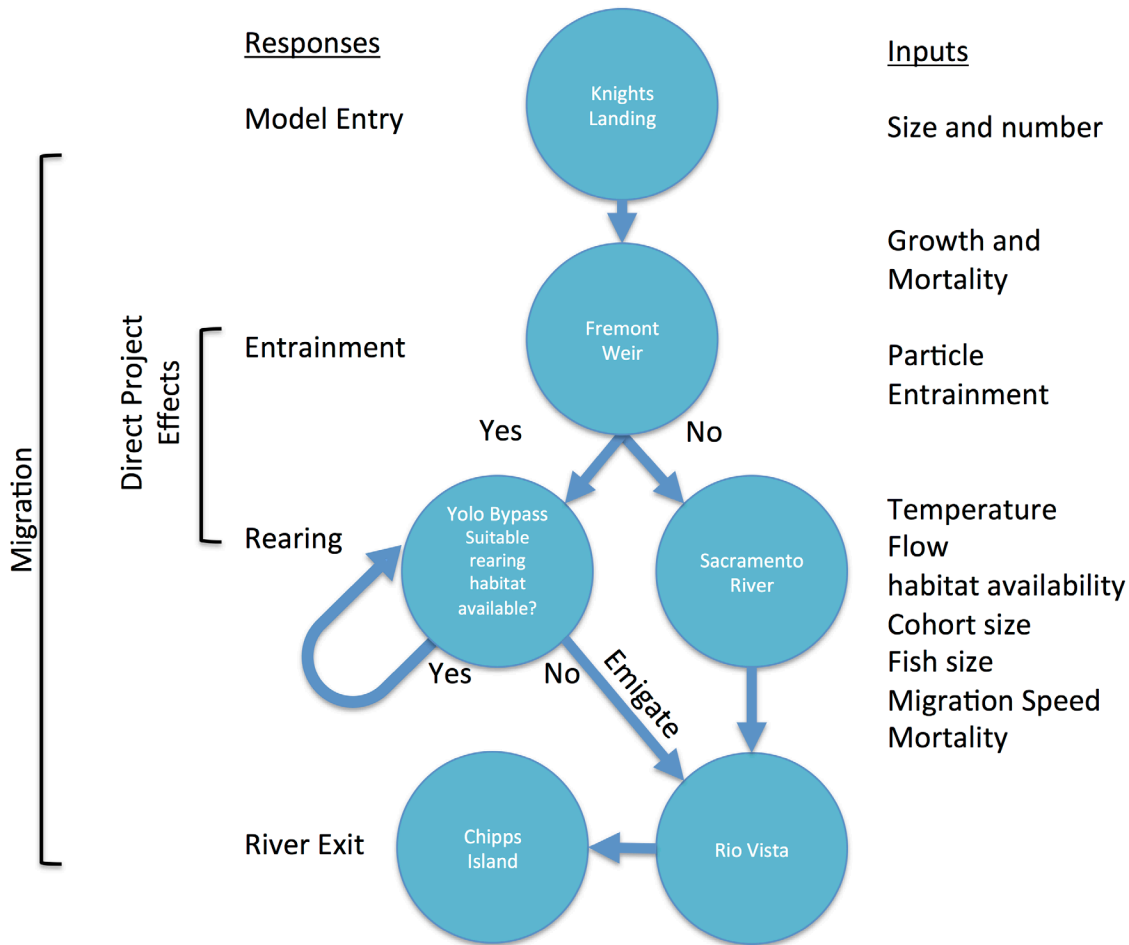 Responses
Inputs
Knights
Landing
Model Entry
Size and number
Growth and
Mortality
Fremont
Weir
Entrainment
Particle
Entrainment
Yes
No
Direct Project
Effects
Migration
Rearing
Yolo Bypass
Suitable
rearing
habitat
available?
Sacramento
River
Temperature
Flow
habitat availability
Cohort size
Fish size
Migration Speed
Mortality
Yes
No
Emigate
River Exit
Chipps
Island
Rio Vista